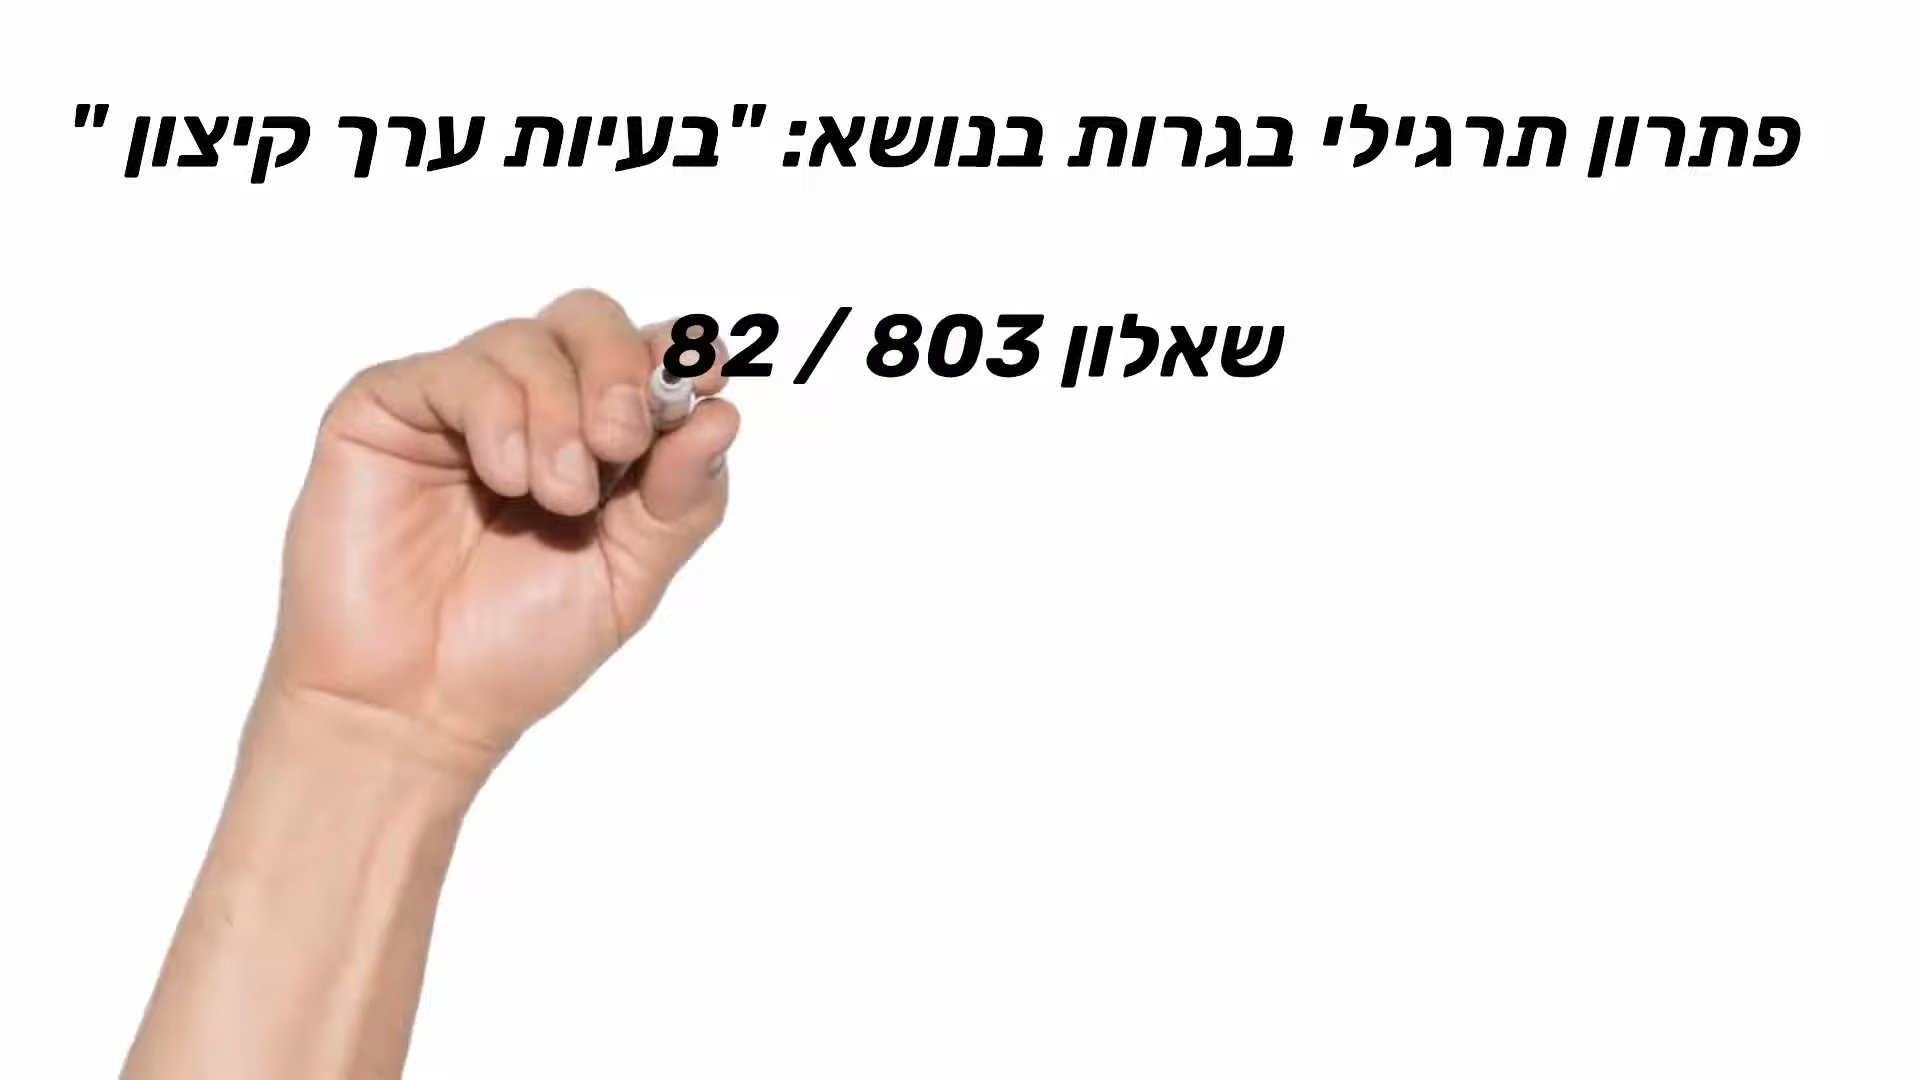 פתרון תרגילי בגרות בנושא: "בעיות ערך קיצון "
שאלון 803 / 82